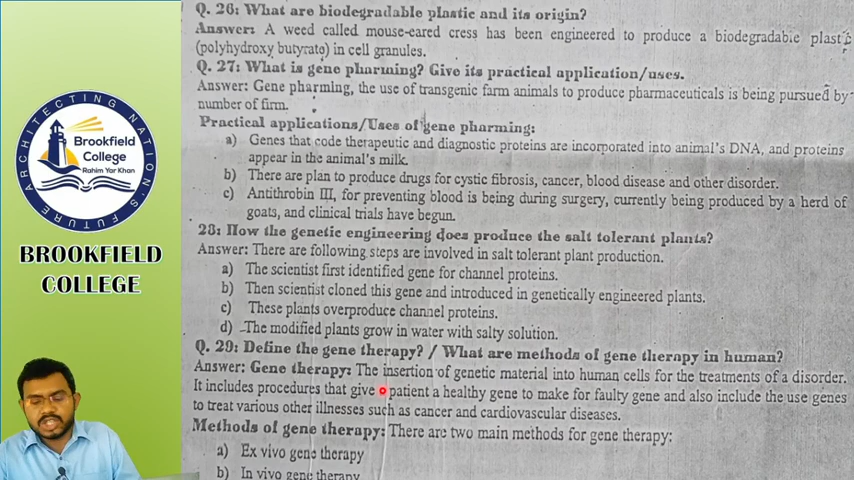 Q. 26: What are biodegradable plastic and its origin?
Answer: A weed called mouse-eared cress has been engineered to produce a biodegradable plastic
(polyhydroxy butyrate) in cell granules.
Q. 27: What is gene pharming? Give its practical application/uses.
Answer: Gene pharming, the use of transgenic farm animals to produce pharmaceuticals is being pursued by
number of firm.
Practical applications/Uses of gene pharming:
a) Genes that code therapeutic and diagnostic proteins are incorporated into animal's DNA, and proteins
appear in the animal's milk.
b) There are plan to produce drugs for cystic fibrosis, cancer, blood disease and other disorder.
c) Antithrobin III, for preventing blood is being during surgery, currently being produced by a herd of
goats, and clinical trials have begun.
28: How the genetic engineering does produce the salt tolerant plants?
Answer: There are following steps are involved in salt tolerant plant production.
a) The scientist first identified gene for channel proteins.
b) Then scientist cloned this gene and introduced in genetically engineered plants.
c) These plants overproduce channel proteins.
d) The modified plants grow in water with salty solution.
Q. 29: Define the gene therapy? / What are methods of gene therapy in human?
Answer: Gene therapy: The insertion of genetic material into human cells for the treatments of a disorder.
It includes procedures that give patient a healthy gene to make for faulty gene and also include the use genes
to treat various other illnesses such as cancer and cardiovascular diseases.
Methods of gene therapy: There are two main methods for gene therapy:
a) Ex vivo gene therapy
b) In vivo gene therapy
ARCHITECTING NATION'S FUTURE
Brookfield
College
Rahim Yar Khan
BROOKFIELD
COLLEGE